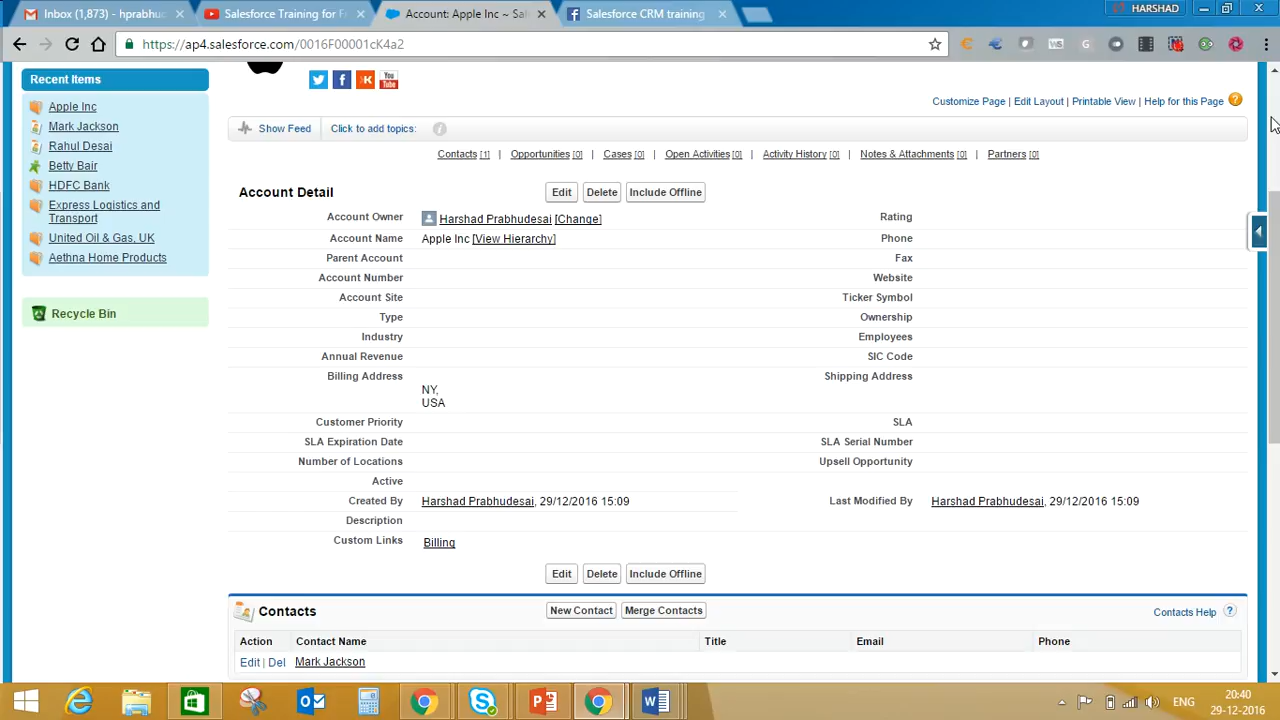 Inbox (1,873) - hprabhuc
Salesforce Training for F
Account: Apple Inc ~ Sal
Salesforce CRM training
HARSHAD
https://ap4.salesforce.com/0016F00001cK4a2
Recent Items
Apple Inc
Mark Jackson
Rahul Desai
Betty Bair
HDFC Bank
Express Logistics and
Transport
United Oil & Gas, UK
Aethna Home Products
Recycle Bin
You
Tube
Customize Page | Edit Layout | Printable View | Help for this Page
Show Feed Click to add topics:
Contacts [1] | Opportunities [0] | Cases [0] | Open Activities [0] | Activity History [0] | Notes & Attachments [0] | Partners [0]
Account Detail Edit Delete Include Offline
Account Owner Harshad Prabhudesai [Change] Rating
Account Name Apple Inc [View Hierarchy] Phone
Parent Account Fax
Account Number Website
Account Site Ticker Symbol
Type Ownership
Industry Employees
Annual Revenue SIC Code
Billing Address Shipping Address
NY,
USA
Customer Priority SLA
SLA Expiration Date SLA Serial Number
Number of Locations Upsell Opportunity
Active
Created By Harshad Prabhudesai, 29/12/2016 15:09 Last Modified By Harshad Prabhudesai, 29/12/2016 15:09
Description
Custom Links Billing
Edit Delete Include Offline
Contacts New Contact Merge Contacts Contacts Help
Action Contact Name Title Email Phone
Edit | Del Mark Jackson
ENG
20:40
29-12-2016